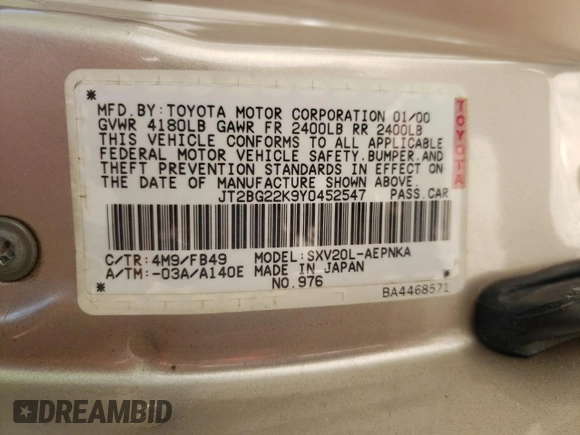 MFD. BY: TOYOTA MOTOR CORPORATION 01/00
GVWR 4180LB GAWR FR 2400LB RR 2400LB
THIS VEHICLE CONFORMS TO ALL APPLICABLE
FEDERAL MOTOR VEHICLE SAFETY, BUMPER, AND
THEFT PREVENTION STANDARDS IN EFFECT ON
THE DATE OF MANUFACTURE SHOWN ABOVE.
JT2BG22K9Y0452547 PASS. CAR
C/TR: 4M9/FB49 MODEL: SXV20L-AEPNKA
A/TM: -03A/A140E MADE IN JAPAN
NO. 976
BA4468571
TOYOTA
DREAMBID